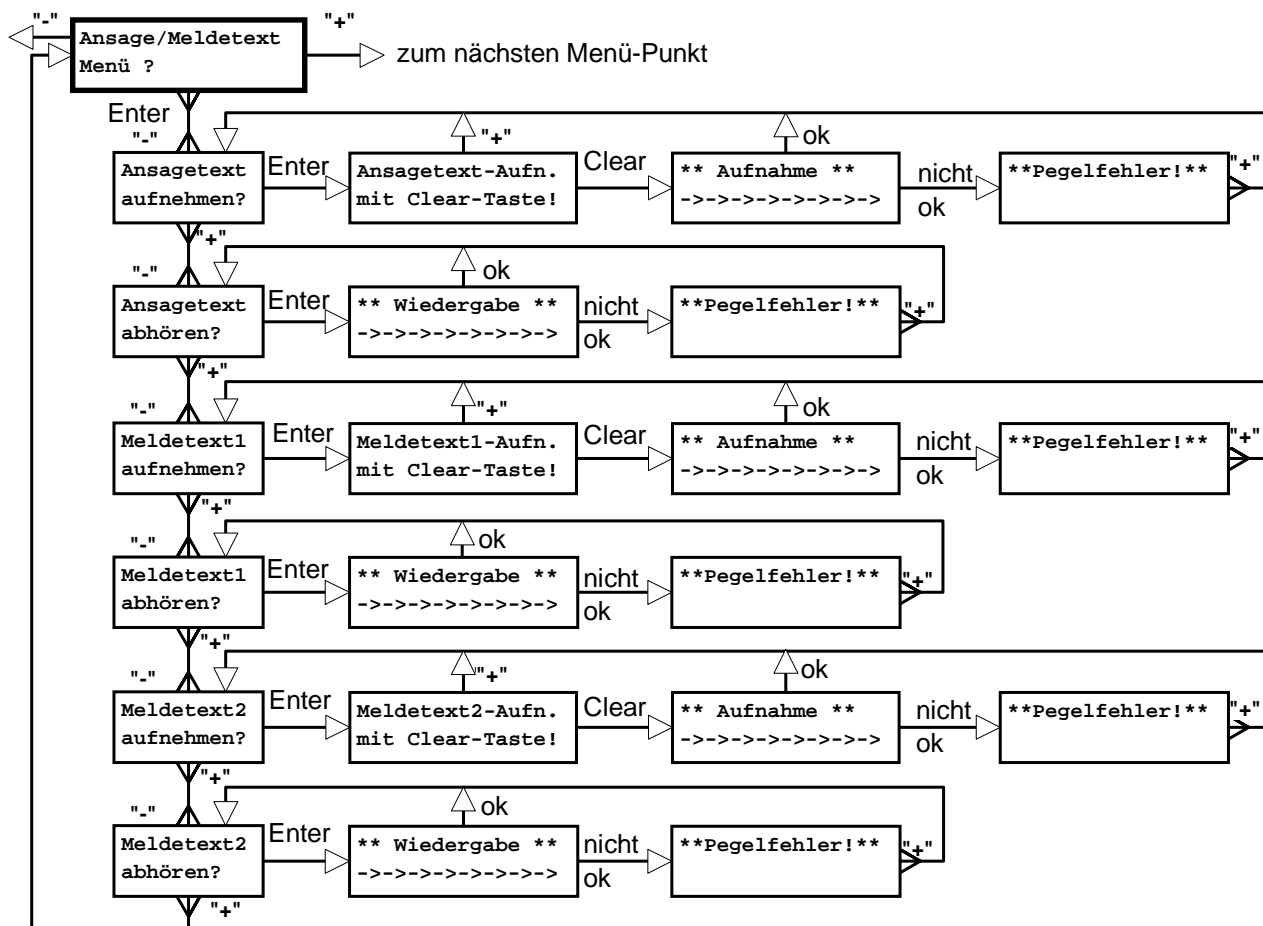 "-"
Ansage/Meldetext
Menü ?
"+"
zum nächsten Menü-Punkt
Enter
"-"
Ansagetext
aufnehmen?
Enter
Ansagetext-Aufn.
mit Clear-Taste!
"+"
Clear
** Aufnahme **
->->->->->->->->
ok
nicht
ok
**Pegelfehler!**
"+"
"+"
"-"
Ansagetext
abhören?
Enter
** Wiedergabe **
->->->->->->->->
ok
nicht
ok
**Pegelfehler!**
"+"
"+"
"-"
Meldetext1
aufnehmen?
Enter
Meldetext1-Aufn.
mit Clear-Taste!
"+"
Clear
** Aufnahme **
->->->->->->->->
ok
nicht
ok
**Pegelfehler!**
"+"
"+"
"-"
Meldetext1
abhören?
Enter
** Wiedergabe **
->->->->->->->->
ok
nicht
ok
**Pegelfehler!**
"+"
"+"
"-"
Meldetext2
aufnehmen?
Enter
Meldetext2-Aufn.
mit Clear-Taste!
"+"
Clear
** Aufnahme **
->->->->->->->->
ok
nicht
ok
**Pegelfehler!**
"+"
"+"
"-"
Meldetext2
abhören?
Enter
** Wiedergabe **
->->->->->->->->
ok
nicht
ok
**Pegelfehler!**
"+"
"+"